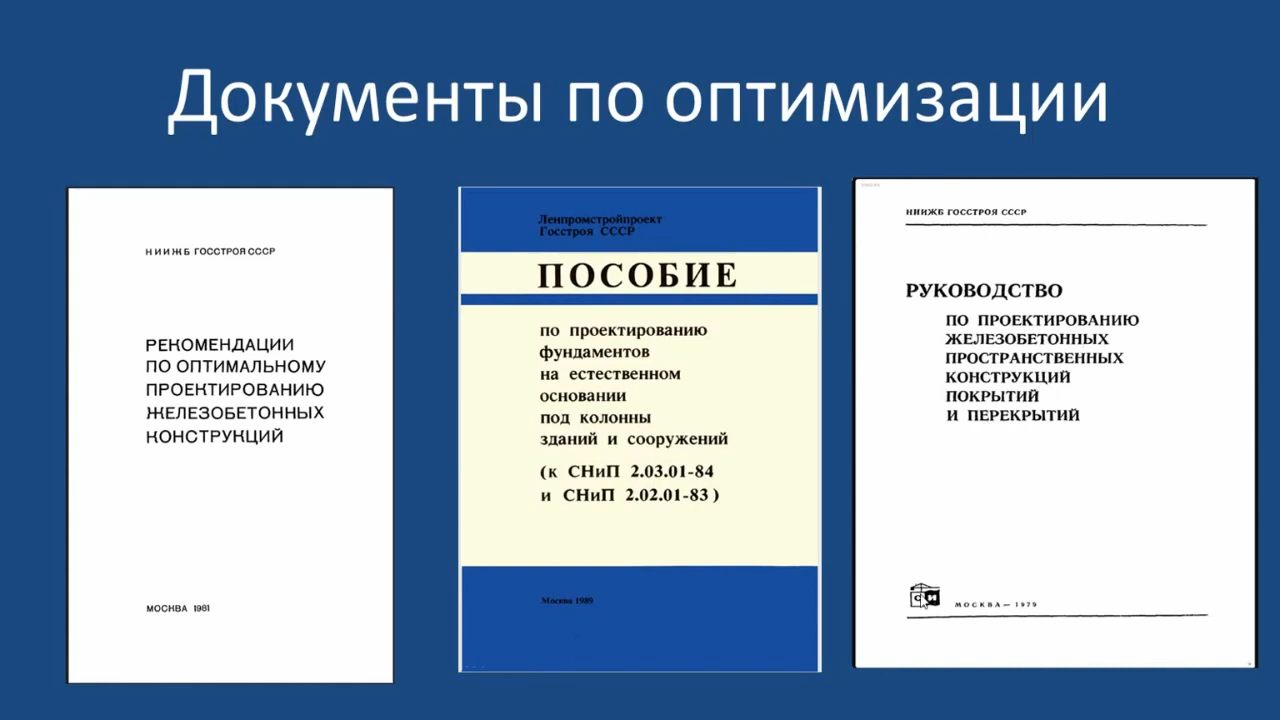 Документы по оптимизации
НИИЖБ ГОССТРОЯ СССР
РЕКОМЕНДАЦИИ
ПО ОПТИМАЛЬНОМУ
ПРОЕКТИРОВАНИЮ
ЖЕЛЕЗОБЕТОННЫХ
КОНСТРУКЦИЙ
МОСКВА 1981
Ленпромстройпроект
Госстроя СССР
ПОСОБИЕ
по проектированию
фундаментов
на естественном
основании
под колонны
зданий и сооружений
(к СНиП 2.03.01-84
и СНиП 2.02.01-83)
Москва 1989
НИИЖБ ГОССТРОЯ СССР
РУКОВОДСТВО
ПО ПРОЕКТИРОВАНИЮ
ЖЕЛЕЗОБЕТОННЫХ
ПРОСТРАНСТВЕННЫХ
КОНСТРУКЦИЙ
ПОКРЫТИЙ
И ПЕРЕКРЫТИЙ
МОСКВА — 1979